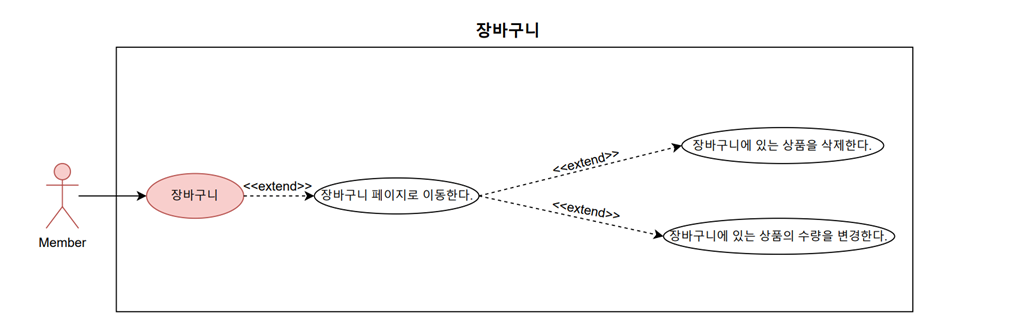 장바구니
Member
장바구니
<<extend>>
장바구니 페이지로 이동한다.
<<extend>>
장바구니에 있는 상품을 삭제한다.
<<extend>>
장바구니에 있는 상품의 수량을 변경한다.